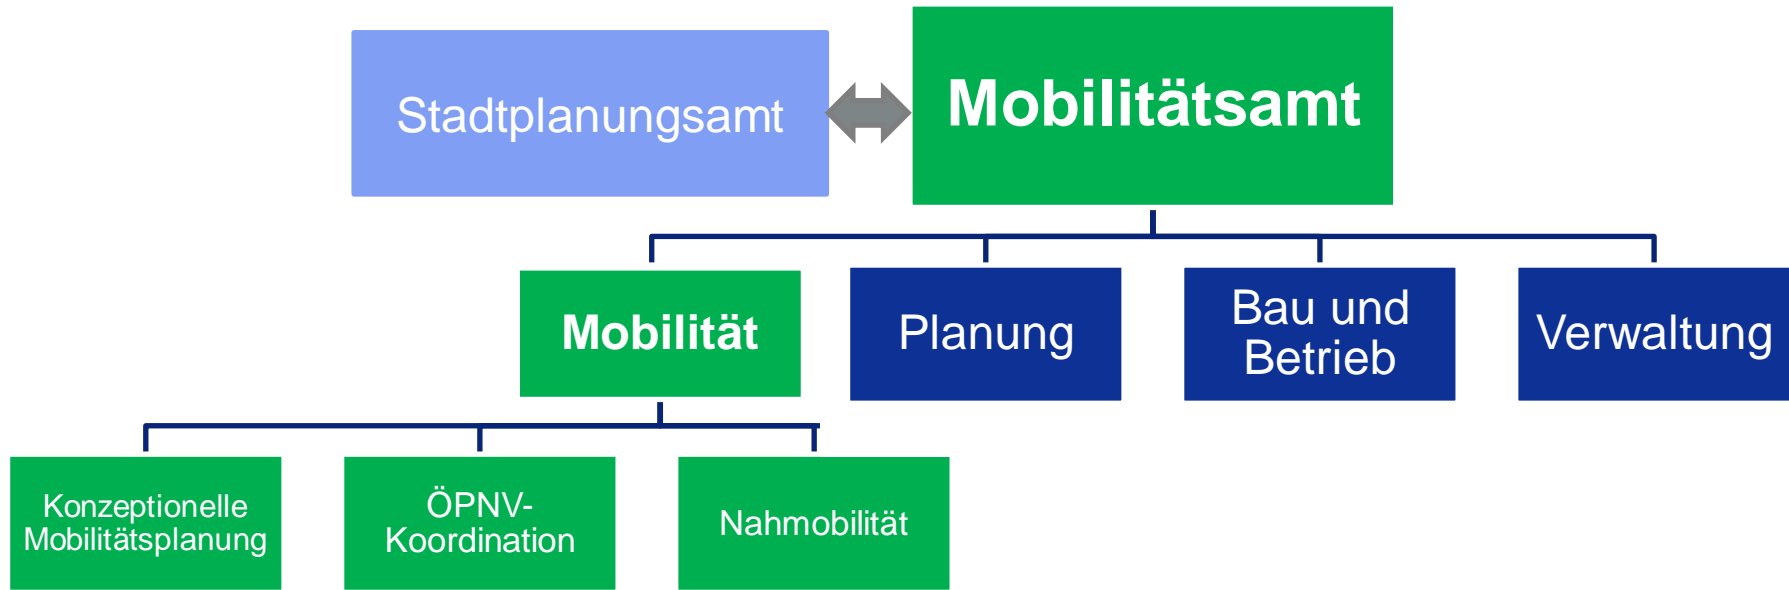 Stadtplanungsamt
Mobilitätsamt
Mobilität
Planung
Bau und
Betrieb
Verwaltung
Konzeptionelle
Mobilitätsplanung
ÖPNV-
Koordination
Nahmobilität